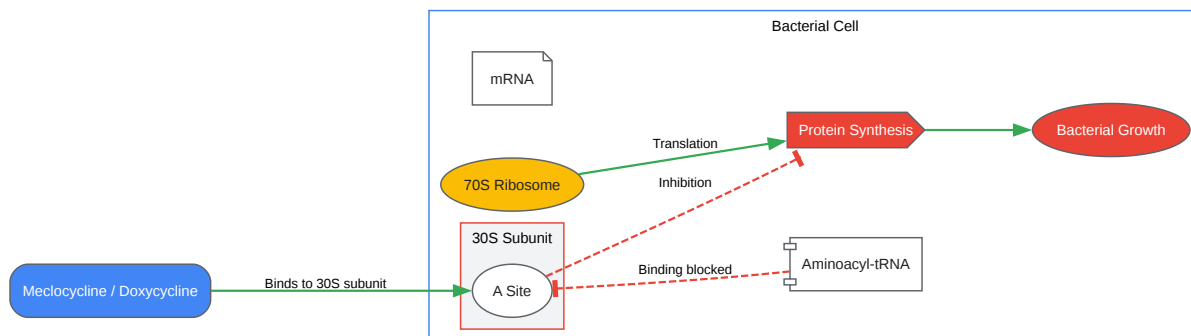 Bacterial Cell
mRNA
Protein Synthesis
Bacterial Growth
Translation
70S Ribosome
Inhibition
30S Subunit
Aminoacyl-tRNA
Binding blocked
Meclocycline / Doxycycline
Binds to 30S subunit
A Site